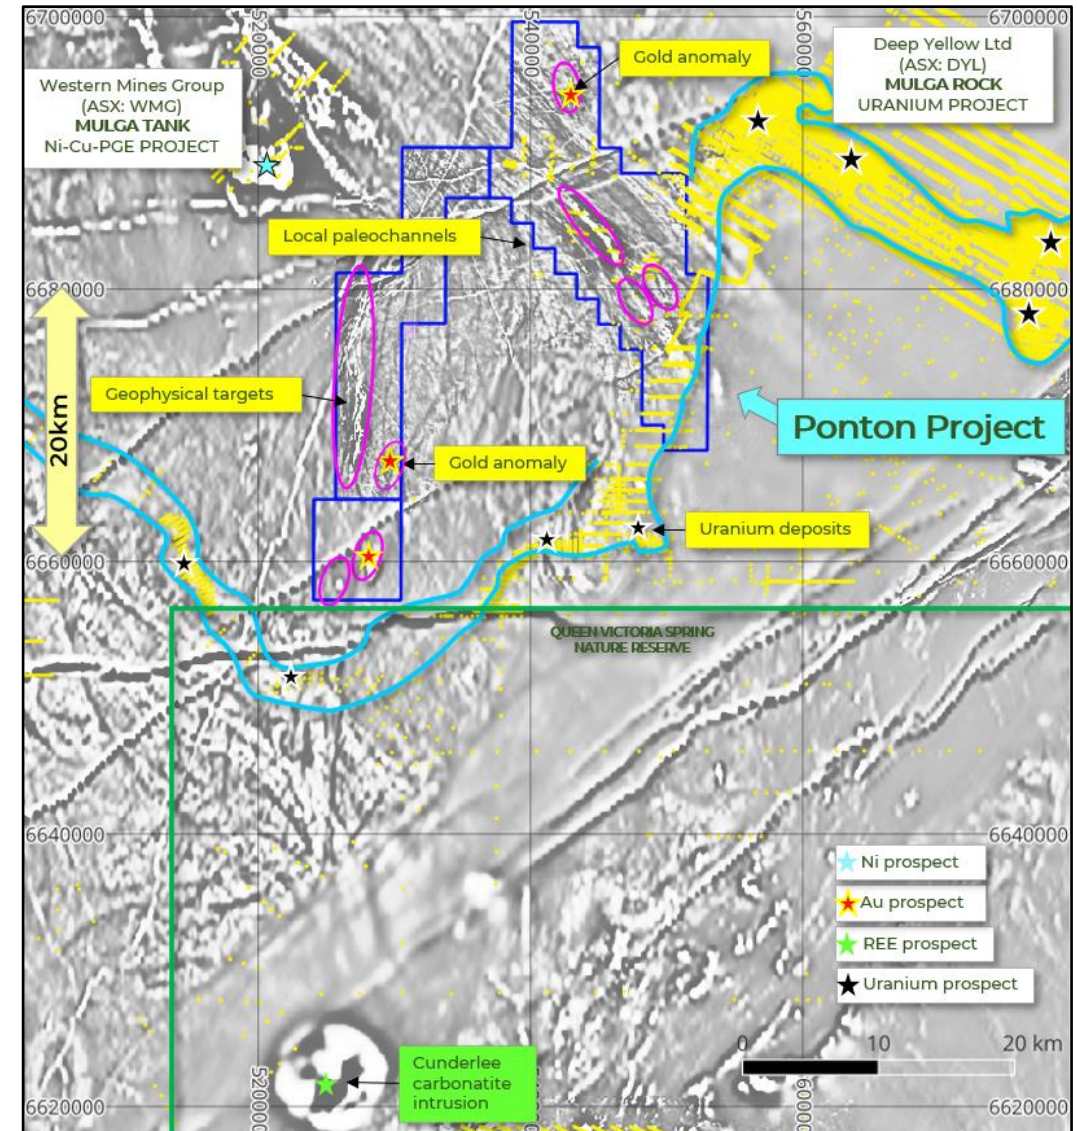 6700000
520000
540000
560000
6700000
Gold anomaly
Deep Yellow Ltd
(ASX: DYL)
MULGA ROCK
URANIUM PROJECT
Western Mines Group
(ASX: WMG)
MULGA TANK
Ni-Cu-PGE PROJECT
Local paleochannels
6680000
6680000
Geophysical targets
20km
Ponton Project
Gold anomaly
Uranium deposits
6660000
6660000
QUEEN VICTORIA SPRING
NATURE RESERVE
6640000
6640000
Ni prospect
Au prospect
REE prospect
Uranium prospect
0
10
20 km
Cunderlee
carbonatite
intrusion
520000
6620000
6620000